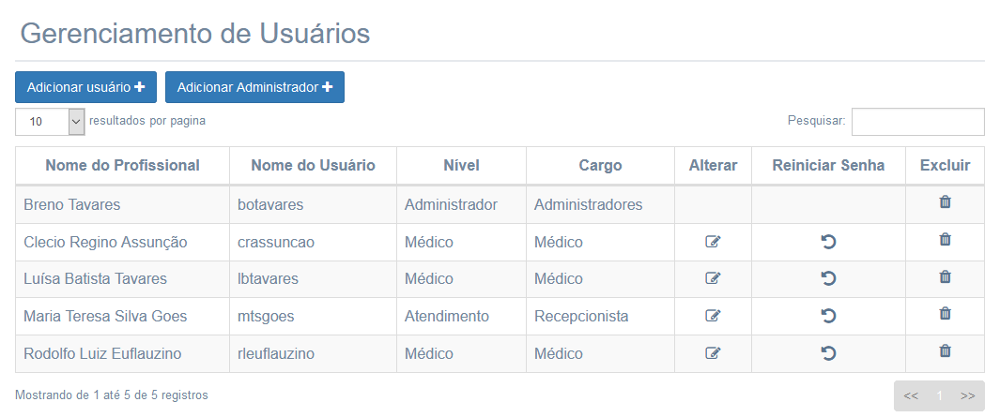 Gerenciamento de Usuários
Adicionar usuário Adicionar Administrador
10 resultados por pagina Pesquisar:
Nome do Profissional Nome do Usuário Nível Cargo Alterar Reiniciar Senha Excluir
Breno Tavares botavares Administrador Administradores
Clecio Regino Assunção crassuncao Médico Médico
Luísa Batista Tavares lbtavares Médico Médico
Maria Teresa Silva Goes mtsgoes Atendimento Recepcionista
Rodolfo Luiz Euflauzino rleuflauzino Médico Médico
Mostrando de 1 até 5 de 5 registros << 1 >>